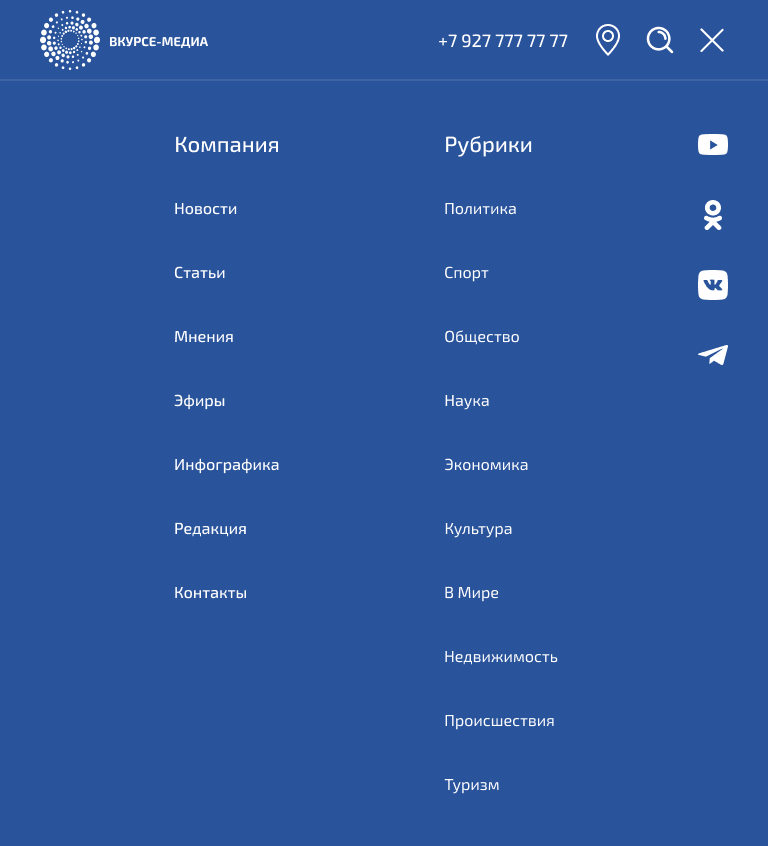 ВКУРСЕ-МЕДИА
+7 927 777 77 77
Компания
Новости
Статьи
Мнения
Эфиры
Инфографика
Редакция
Контакты
Рубрики
Политика
Спорт
Общество
Наука
Экономика
Культура
В Мире
Недвижимость
Происшествия
Туризм